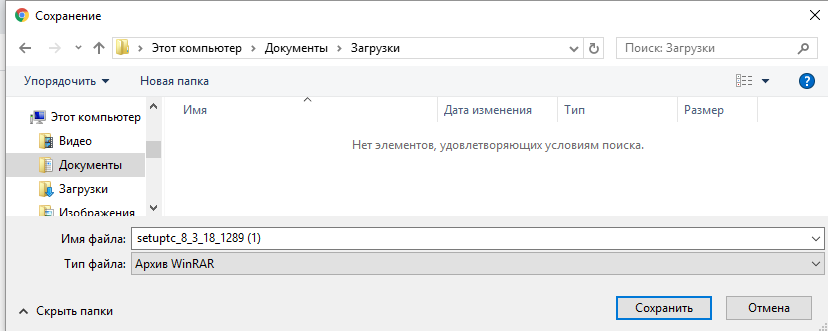 Сохранение
Этот компьютер > Документы > Загрузки
Поиск: Загрузки
Упорядочить
Новая папка
Этот компьютер
Видео
Документы
Загрузки
Изображения
Имя
Дата изменения
Тип
Размер
Нет элементов, удовлетворяющих условиям поиска.
Имя файла: setuptc_8_3_18_1289 (1)
Тип файла: Архив WinRAR
Скрыть папки
Сохранить
Отмена